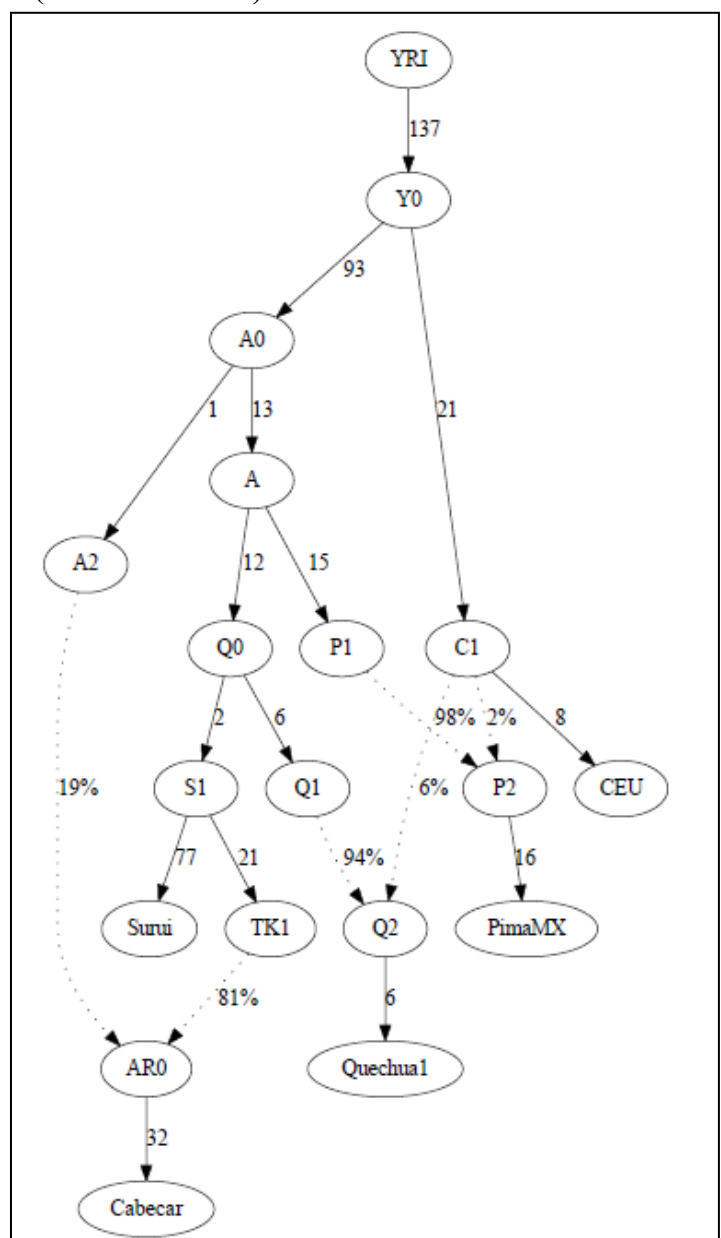 YRI
137
Y0
93
A0
1
13
21
A
A2
12
15
Q0
P1
C1
2
6
98%
2%
8
19%
S1
Q1
6%
P2
CEU
77
21
94%
16
Surui
TK1
Q2
PimaMX
81%
6
AR0
Quechua1
32
Cabecar